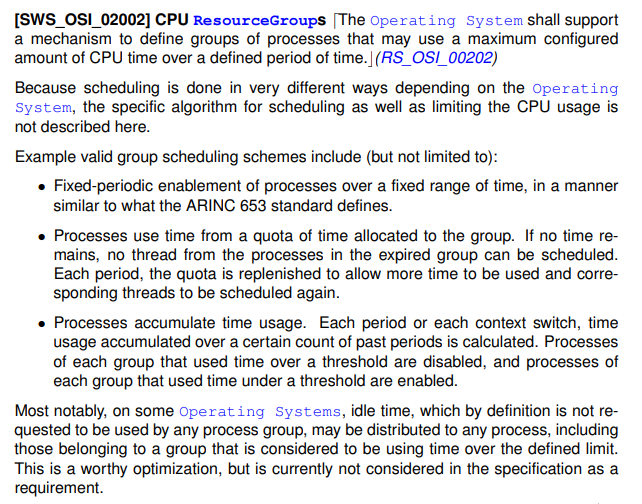 [SWS_OSI_02002] CPU ResourceGroups ⌈The Operating System shall support
a mechanism to define groups of processes that may use a maximum configured
amount of CPU time over a defined period of time.⌋(RS_OSI_00202)
Because scheduling is done in very different ways depending on the Operating
System, the specific algorithm for scheduling as well as limiting the CPU usage is
not described here.
Example valid group scheduling schemes include (but not limited to):
• Fixed-periodic enablement of processes over a fixed range of time, in a manner
similar to what the ARINC 653 standard defines.
• Processes use time from a quota of time allocated to the group. If no time re-
mains, no thread from the processes in the expired group can be scheduled.
Each period, the quota is replenished to allow more time to be used and corre-
sponding threads to be scheduled again.
• Processes accumulate time usage. Each period or each context switch, time
usage accumulated over a certain count of past periods is calculated. Processes
of each group that used time over a threshold are disabled, and processes of
each group that used time under a threshold are enabled.
Most notably, on some Operating Systems, idle time, which by definition is not re-
quested to be used by any process group, may be distributed to any process, including
those belonging to a group that is considered to be using time over the defined limit.
This is a worthy optimization, but is currently not considered in the specification as a
requirement.